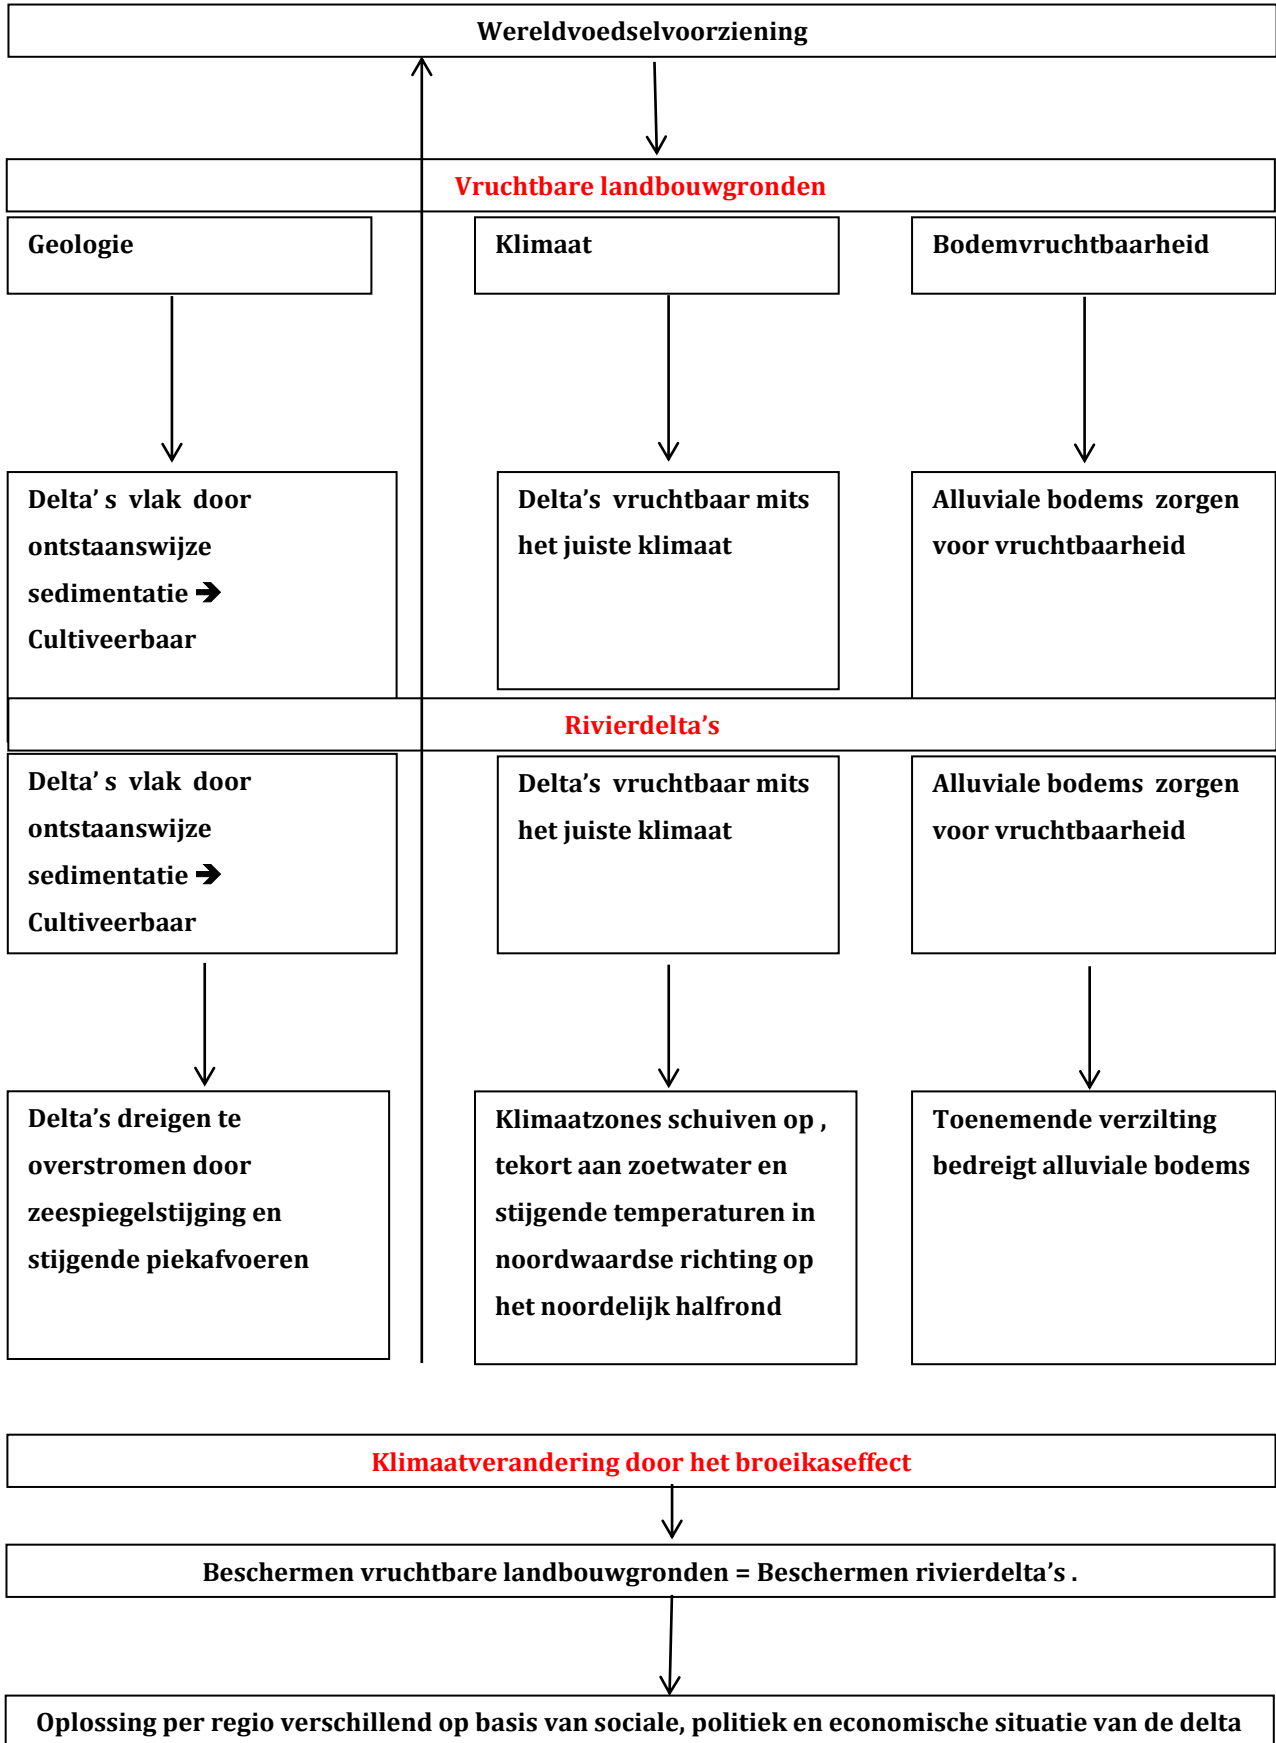 Wereldvoedselvoorziening
Vruchtbare landbouwgronden
Geologie
Klimaat
Bodemvruchtbaarheid
Delta’ s vlak door
ontstaanswijze
sedimentatie ➔
Cultiveerbaar
Delta’s vruchtbaar mits
het juiste klimaat
Alluviale bodems zorgen
voor vruchtbaarheid
Rivierdelta’s
Delta’ s vlak door
ontstaanswijze
sedimentatie ➔
Cultiveerbaar
Delta’s vruchtbaar mits
het juiste klimaat
Alluviale bodems zorgen
voor vruchtbaarheid
Delta’s dreigen te
overstromen door
zeespiegelstijging en
stijgende piekafvoeren
Klimaatzones schuiven op ,
tekort aan zoetwater en
stijgende temperaturen in
noordwaardse richting op
het noordelijk halfrond
Toenemende verzilting
bedreigt alluviale bodems
Klimaatverandering door het broeikaseffect
Beschermen vruchtbare landbouwgronden = Beschermen rivierdelta’s .
Oplossing per regio verschillend op basis van sociale, politiek en economische situatie van de delta